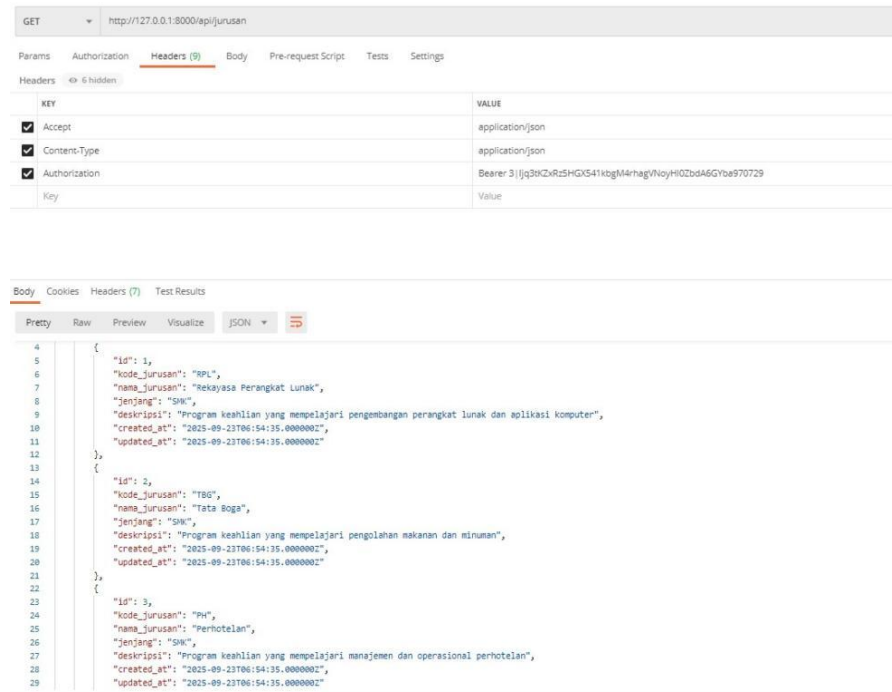 GET http://127.0.0.1:8000/api/jurusan
Params Authorization Headers (9) Body Pre-request Script Tests Settings
Headers 6 hidden
KEY VALUE
Accept application/json
Content-Type application/json
Authorization Bearer 3|Ijq3tKZxRz5HGX541kbgM4rhagVNoyHI0ZbdA6GYba970729
Key Value
Body Cookies Headers (7) Test Results
Pretty Raw Preview Visualize JSON
4 {
5 "id": 1,
6 "kode_jurusan": "RPL",
7 "nama_jurusan": "Rekayasa Perangkat Lunak",
8 "jenjang": "SMK",
9 "deskripsi": "Program keahlian yang mempelajari pengembangan perangkat lunak dan aplikasi komputer",
10 "created_at": "2025-09-23T06:54:35.000000Z",
11 "updated_at": "2025-09-23T06:54:35.000000Z"
12 },
13 {
14 "id": 2,
15 "kode_jurusan": "TBG",
16 "nama_jurusan": "Tata Boga",
17 "jenjang": "SMK",
18 "deskripsi": "Program keahlian yang mempelajari pengolahan makanan dan minuman",
19 "created_at": "2025-09-23T06:54:35.000000Z",
20 "updated_at": "2025-09-23T06:54:35.000000Z"
21 },
22 {
23 "id": 3,
24 "kode_jurusan": "PH",
25 "nama_jurusan": "Perhotelan",
26 "jenjang": "SMK",
27 "deskripsi": "Program keahlian yang mempelajari manajemen dan operasional perhotelan",
28 "created_at": "2025-09-23T06:54:35.000000Z",
29 "updated_at": "2025-09-23T06:54:35.000000Z"